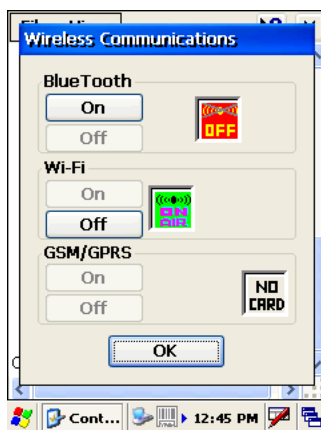 Wireless Communications
BlueTooth
On
OFF
Off
Wi-Fi
On
ON
AIR
Off
GSM/GPRS
On
NO
CARD
Off
OK
Cont...
12:45 PM